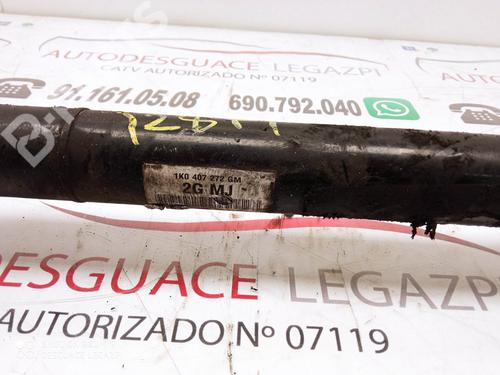 AUTODESGUACE LEGAZPI
CATV AUTORIZADO Nº 07119
91.161.05.08
690.792.040
1K0 407 272 GM
2G MJ
DESGUACE LEGAZPI
AUTORIZADO Nº 07119